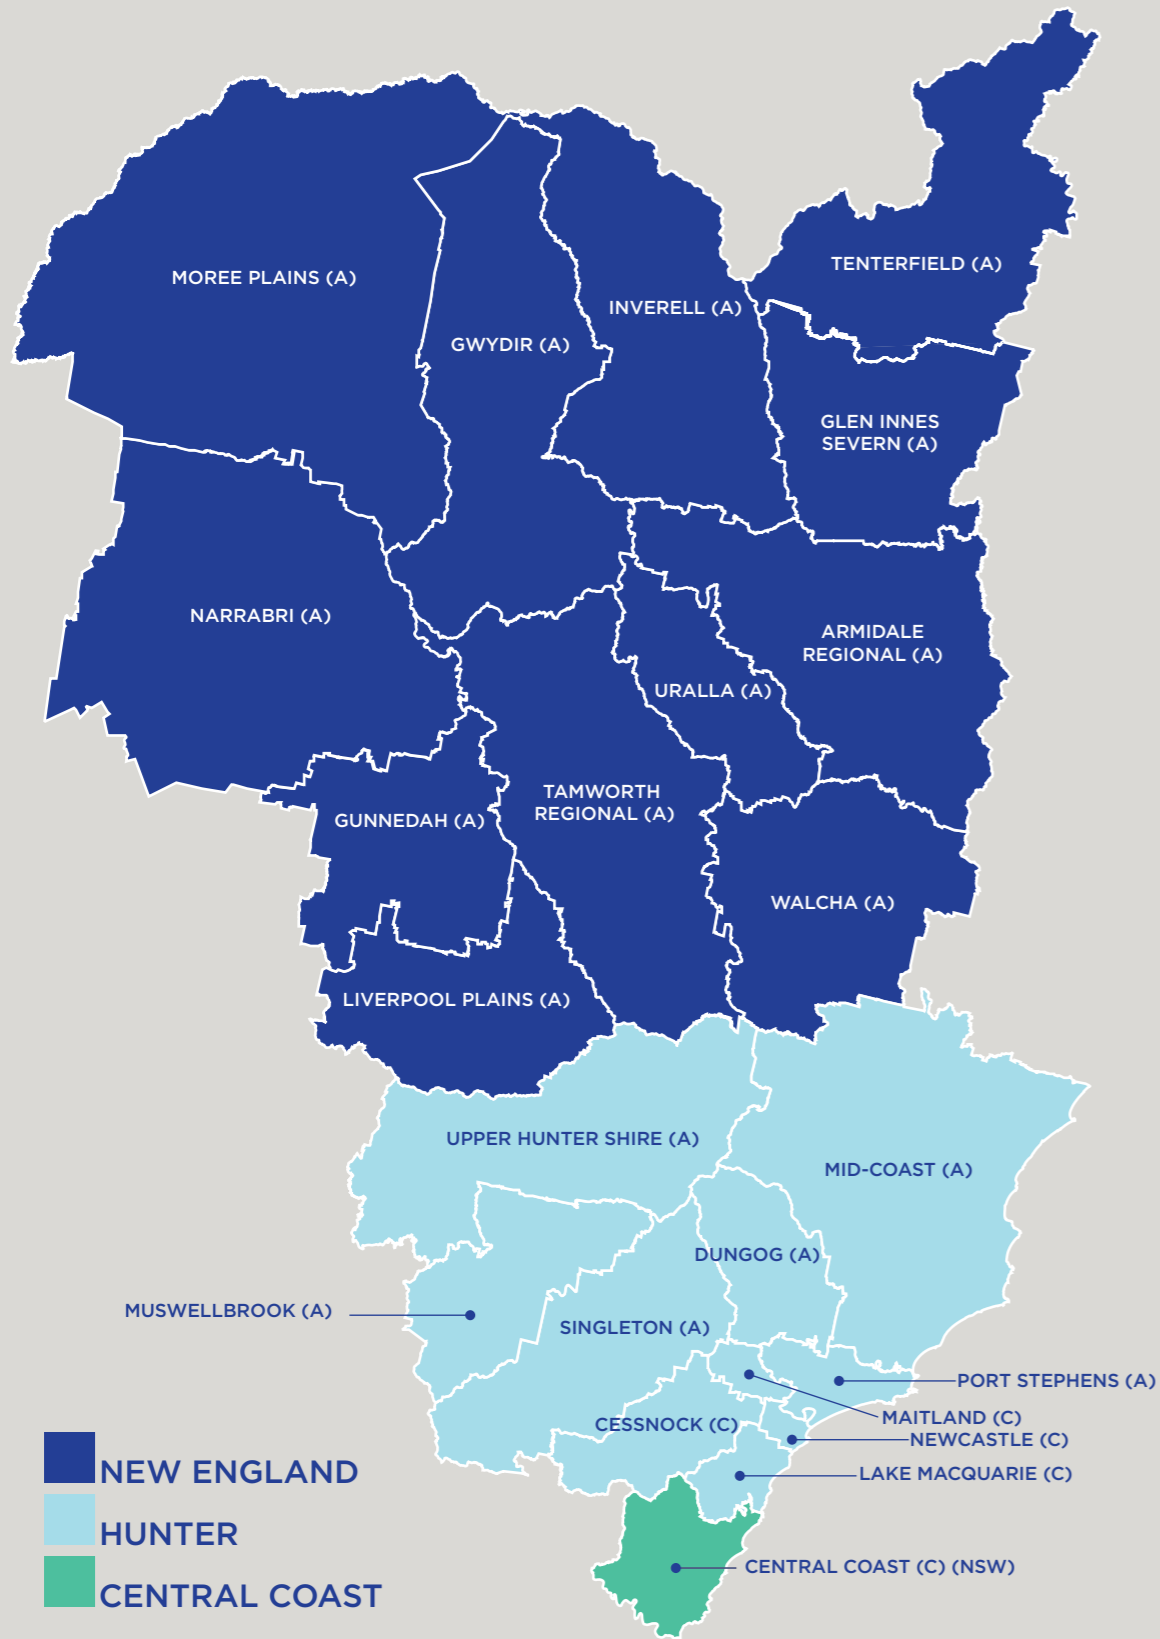 TENTERFIELD (A)
MOREE PLAINS (A)
INVERELL (A)
GWYDIR (A)
GLEN INNES
SEVERN (A)
NARRABRI (A)
ARMIDALE
REGIONAL (A)
URALLA (A)
TAMWORTH
REGIONAL (A)
GUNNEDAH (A)
WALCHA (A)
LIVERPOOL PLAINS (A)
UPPER HUNTER SHIRE (A)
MID-COAST (A)
DUNGOG (A)
MUSWELLBROOK (A)
SINGLETON (A)
PORT STEPHENS (A)
MAITLAND (C)
CESSNOCK (C)
NEWCASTLE (C)
LAKE MACQUARIE (C)
CENTRAL COAST (C) (NSW)
NEW ENGLAND
HUNTER
CENTRAL COAST